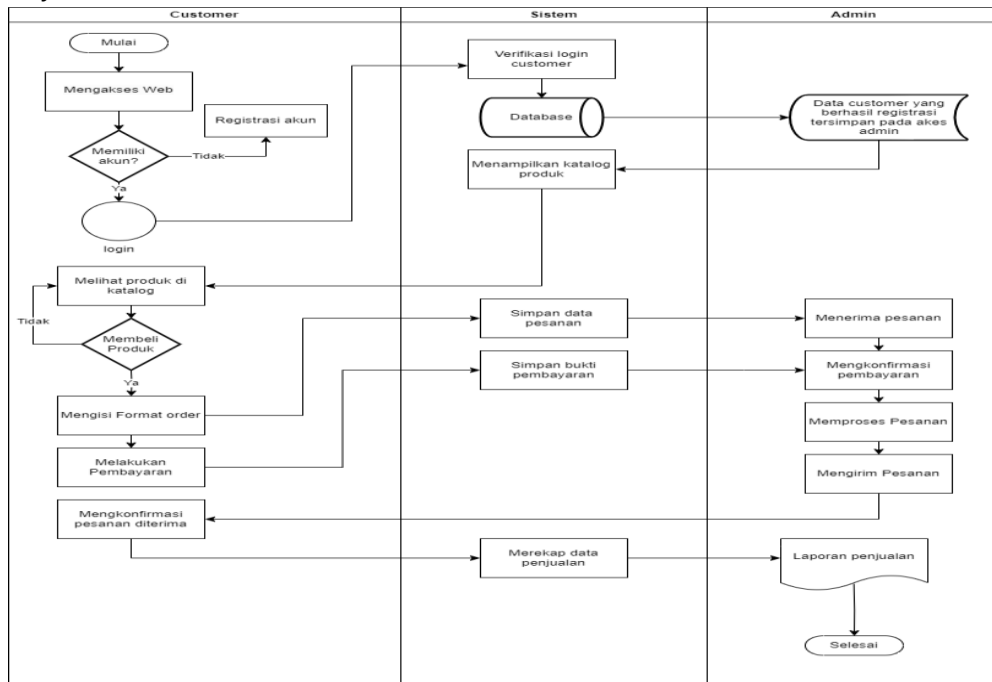 Customer
Sistem
Admin
Mulai
Mengakses Web
Registrasi akun
Memiliki
akun?
Tidak
Ya
login
Verifikasi login
customer
Database
Data customer yang
berhasil registrasi
tersimpan pada akes
admin
Menampilkan katalog
produk
Melihat produk di
katalog
Tidak
Membeli
Produk
Ya
Simpan data
pesanan
Menerima pesanan
Simpan bukti
pembayaran
Mengkonfirmasi
pembayaran
Mengisi Format order
Memproses Pesanan
Melakukan
Pembayaran
Mengirim Pesanan
Mengkonfirmasi
pesanan diterima
Merekap data
penjualan
Laporan penjualan
Selesai